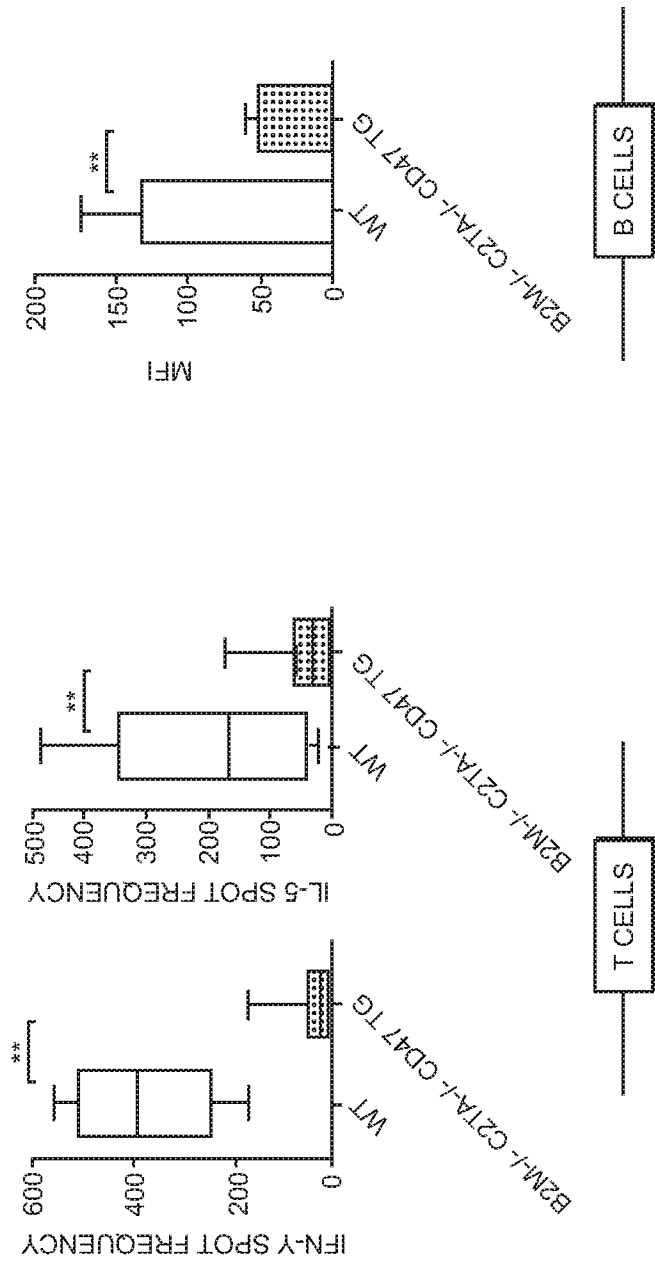 IFN-Y SPOT FREQUENCY
600
400
200
0
**
WT
B2M-/- C2TA-/- CD47 TG
IL-5 SPOT FREQUENCY
500
400
300
200
100
0
**
WT
B2M-/- C2TA-/- CD47 TG
T CELLS
MFI
200
150
100
50
0
**
WT
B2M-/- C2TA-/- CD47 TG
B CELLS